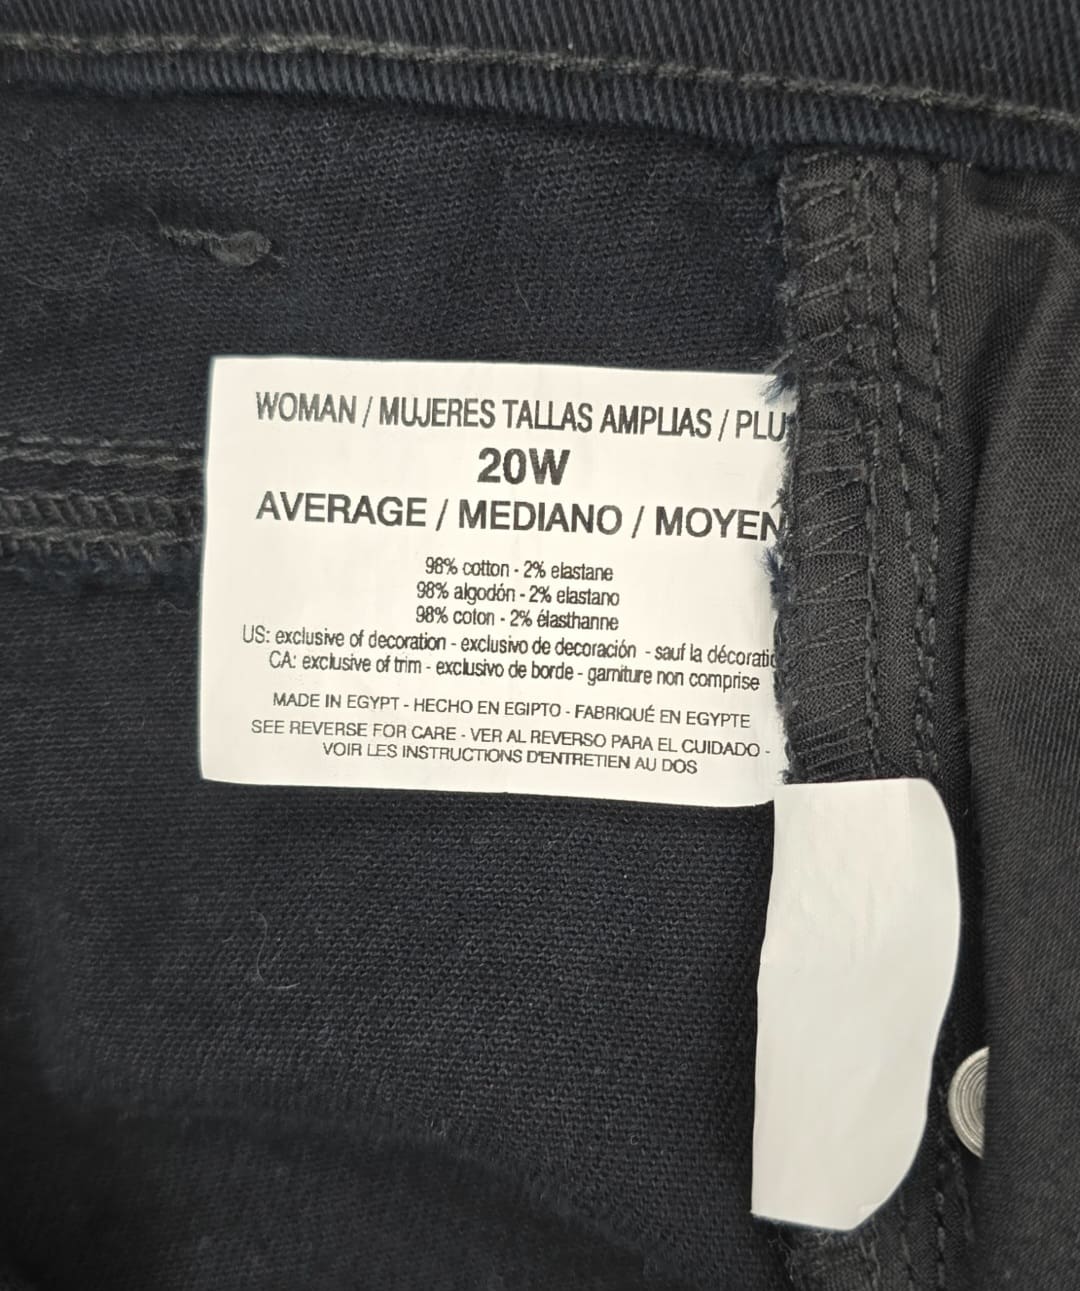 WOMAN / MUJERES TALLAS AMPLIAS / PLU
20W
AVERAGE / MEDIANO / MOYEN
98% cotton - 2% elastane
98% algodón - 2% elastano
98% coton - 2% élasthanne
US: exclusive of decoration - exclusivo de decoración - sauf la décoratio
CA: exclusive of trim - exclusivo de borde - garniture non comprise
MADE IN EGYPT - HECHO EN EGIPTO - FABRIQUÉ EN EGYPTE
SEE REVERSE FOR CARE - VER AL REVERSO PARA EL CUIDADO -
VOIR LES INSTRUCTIONS D'ENTRETIEN AU DOS